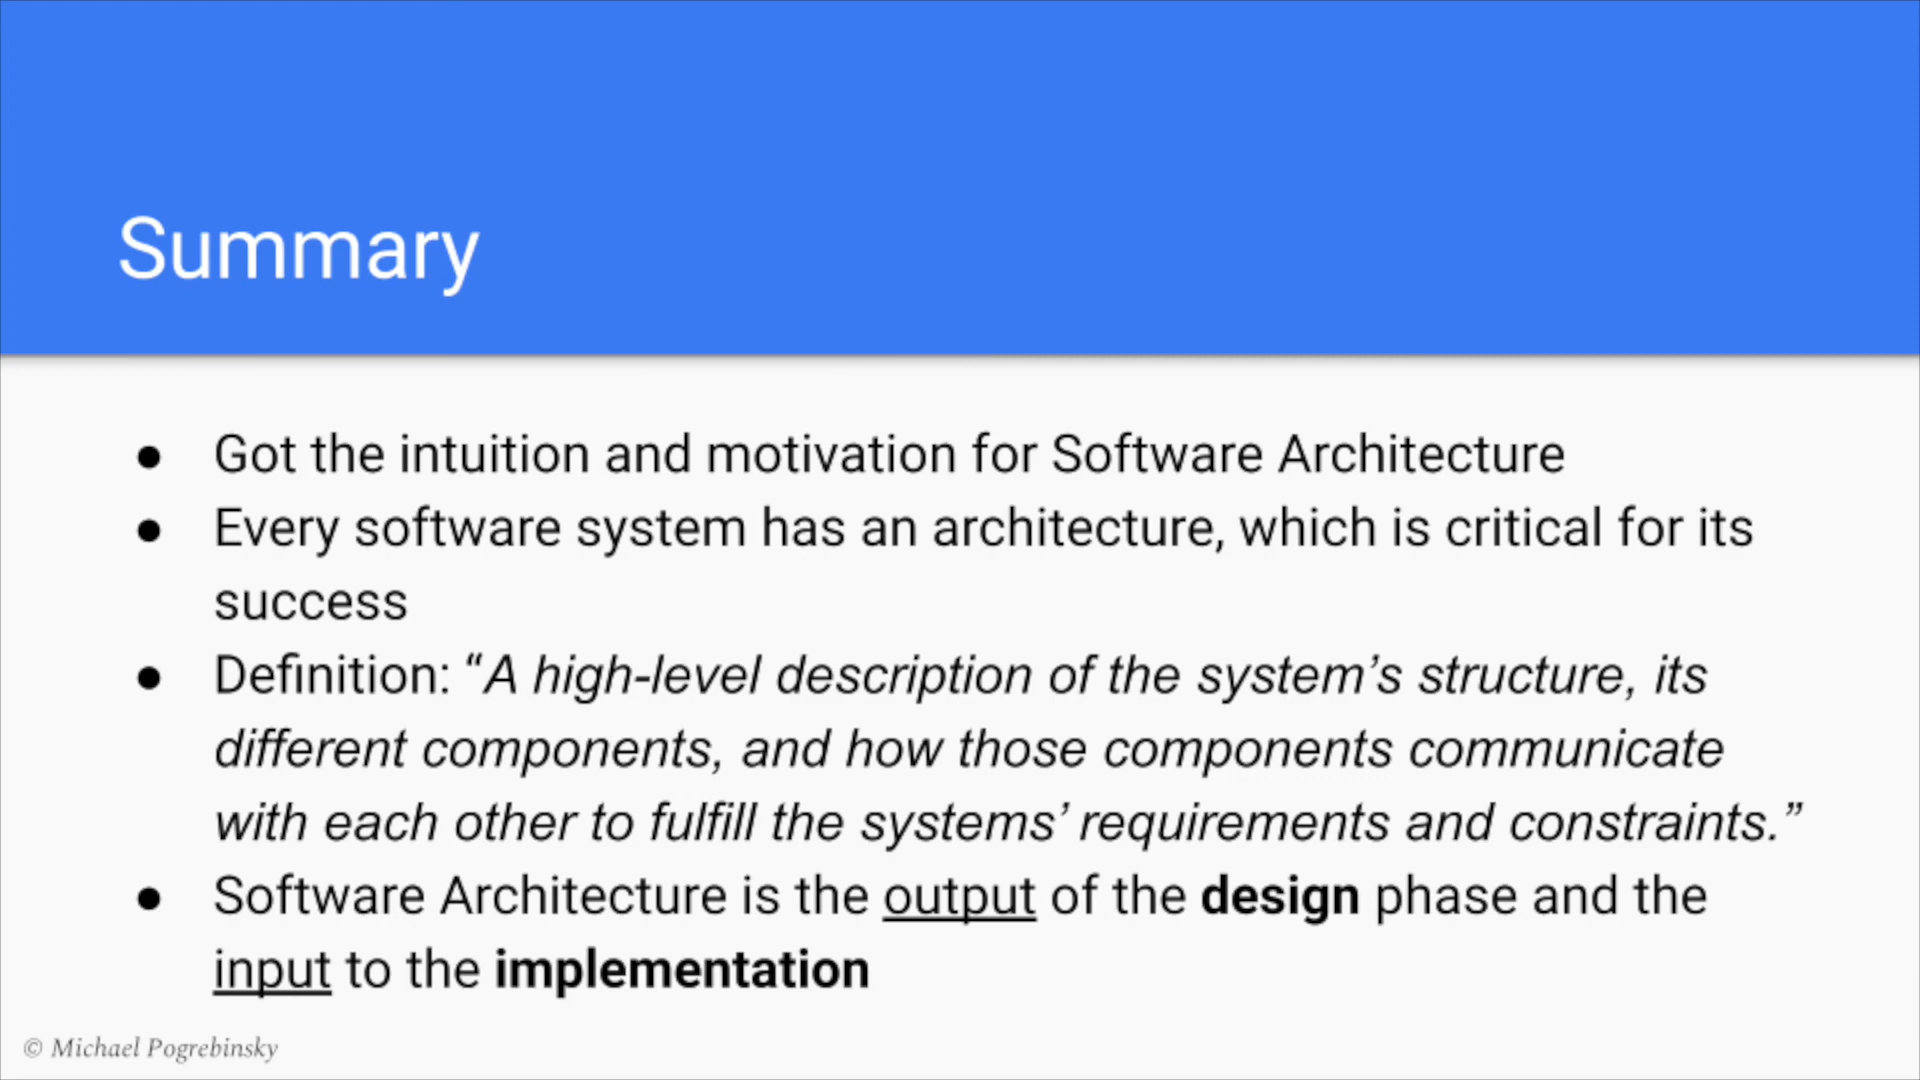 Summary
● Got the intuition and motivation for Software Architecture
● Every software system has an architecture, which is critical for its
success
● Definition: “A high-level description of the system’s structure, its
different components, and how those components communicate
with each other to fulfill the systems’ requirements and constraints.”
● Software Architecture is the output of the design phase and the
input to the implementation
© Michael Pogrebinsky